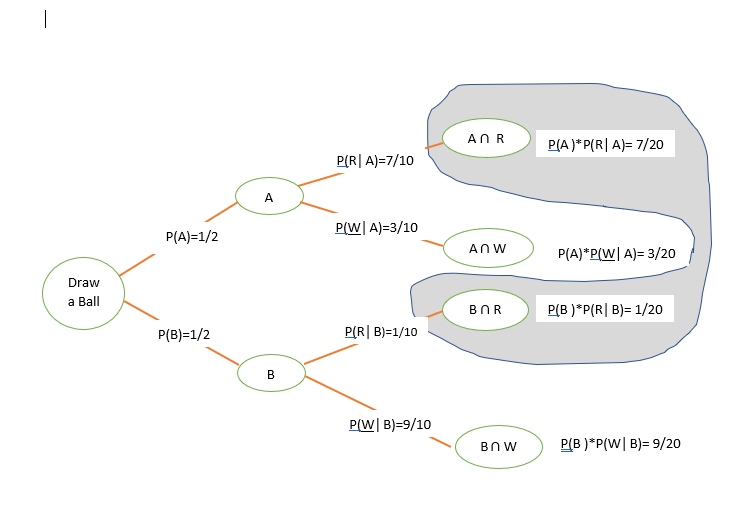 A ∩ R
P(A )*P(R| A)= 7/20
P(R| A)=7/10
A
P(W| A)=3/10
P(A)=1/2
A ∩ W
P(A)*P(W| A)= 3/20
Draw
a Ball
B ∩ R
P(B )*P(R| B)= 1/20
P(B)=1/2
P(R| B)=1/10
B
P(W| B)=9/10
B ∩ W
P(B )*P(W| B)= 9/20